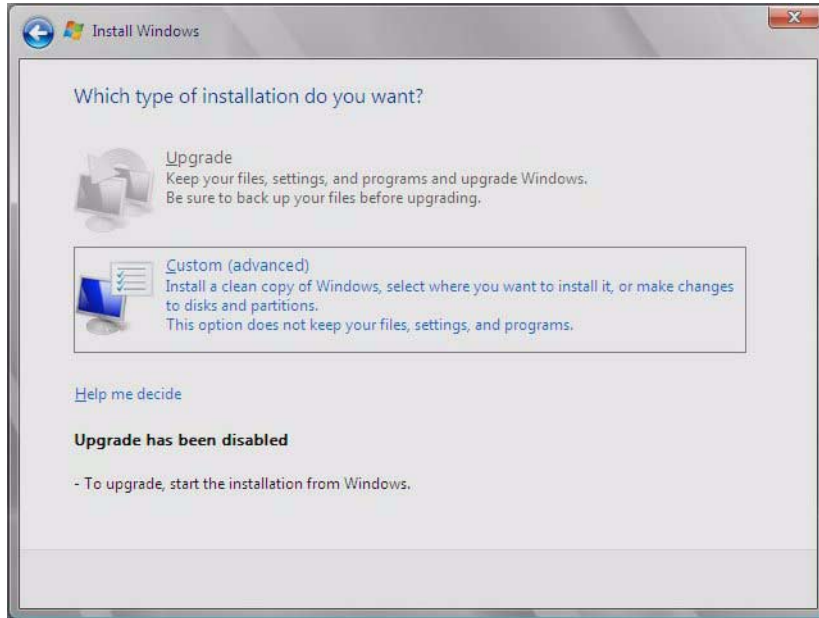 Install Windows
Which type of installation do you want?
Upgrade
Keep your files, settings, and programs and upgrade Windows.
Be sure to back up your files before upgrading.
Custom (advanced)
Install a clean copy of Windows, select where you want to install it, or make changes
to disks and partitions.
This option does not keep your files, settings, and programs.
Help me decide
Upgrade has been disabled
- To upgrade, start the installation from Windows.